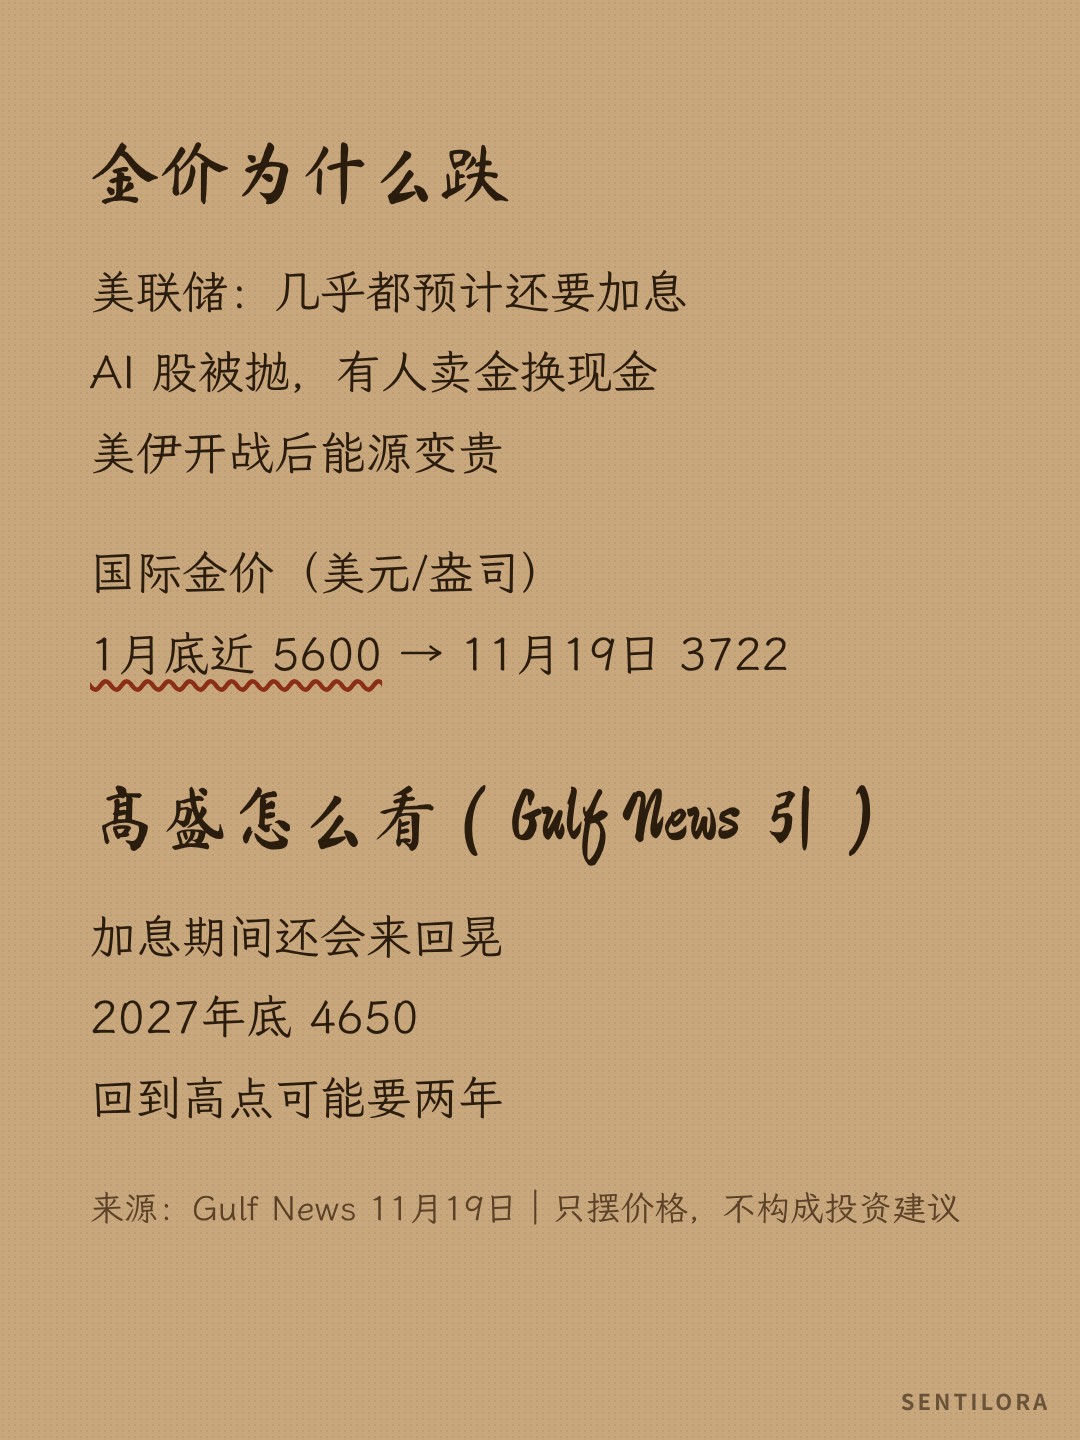 金价为什么跌
美联储：几乎都预计还要加息
AI 股被抛，有人卖金换现金
美伊开战后能源变贵
国际金价（美元/盎司）
1月底近 5600 → 11月19日 3722
高盛怎么看（Gulf News 引）
加息期间还会来回晃
2027年底 4650
回到高点可能要两年
来源：Gulf News 11月19日｜只摆价格，不构成投资建议
SENTILORA